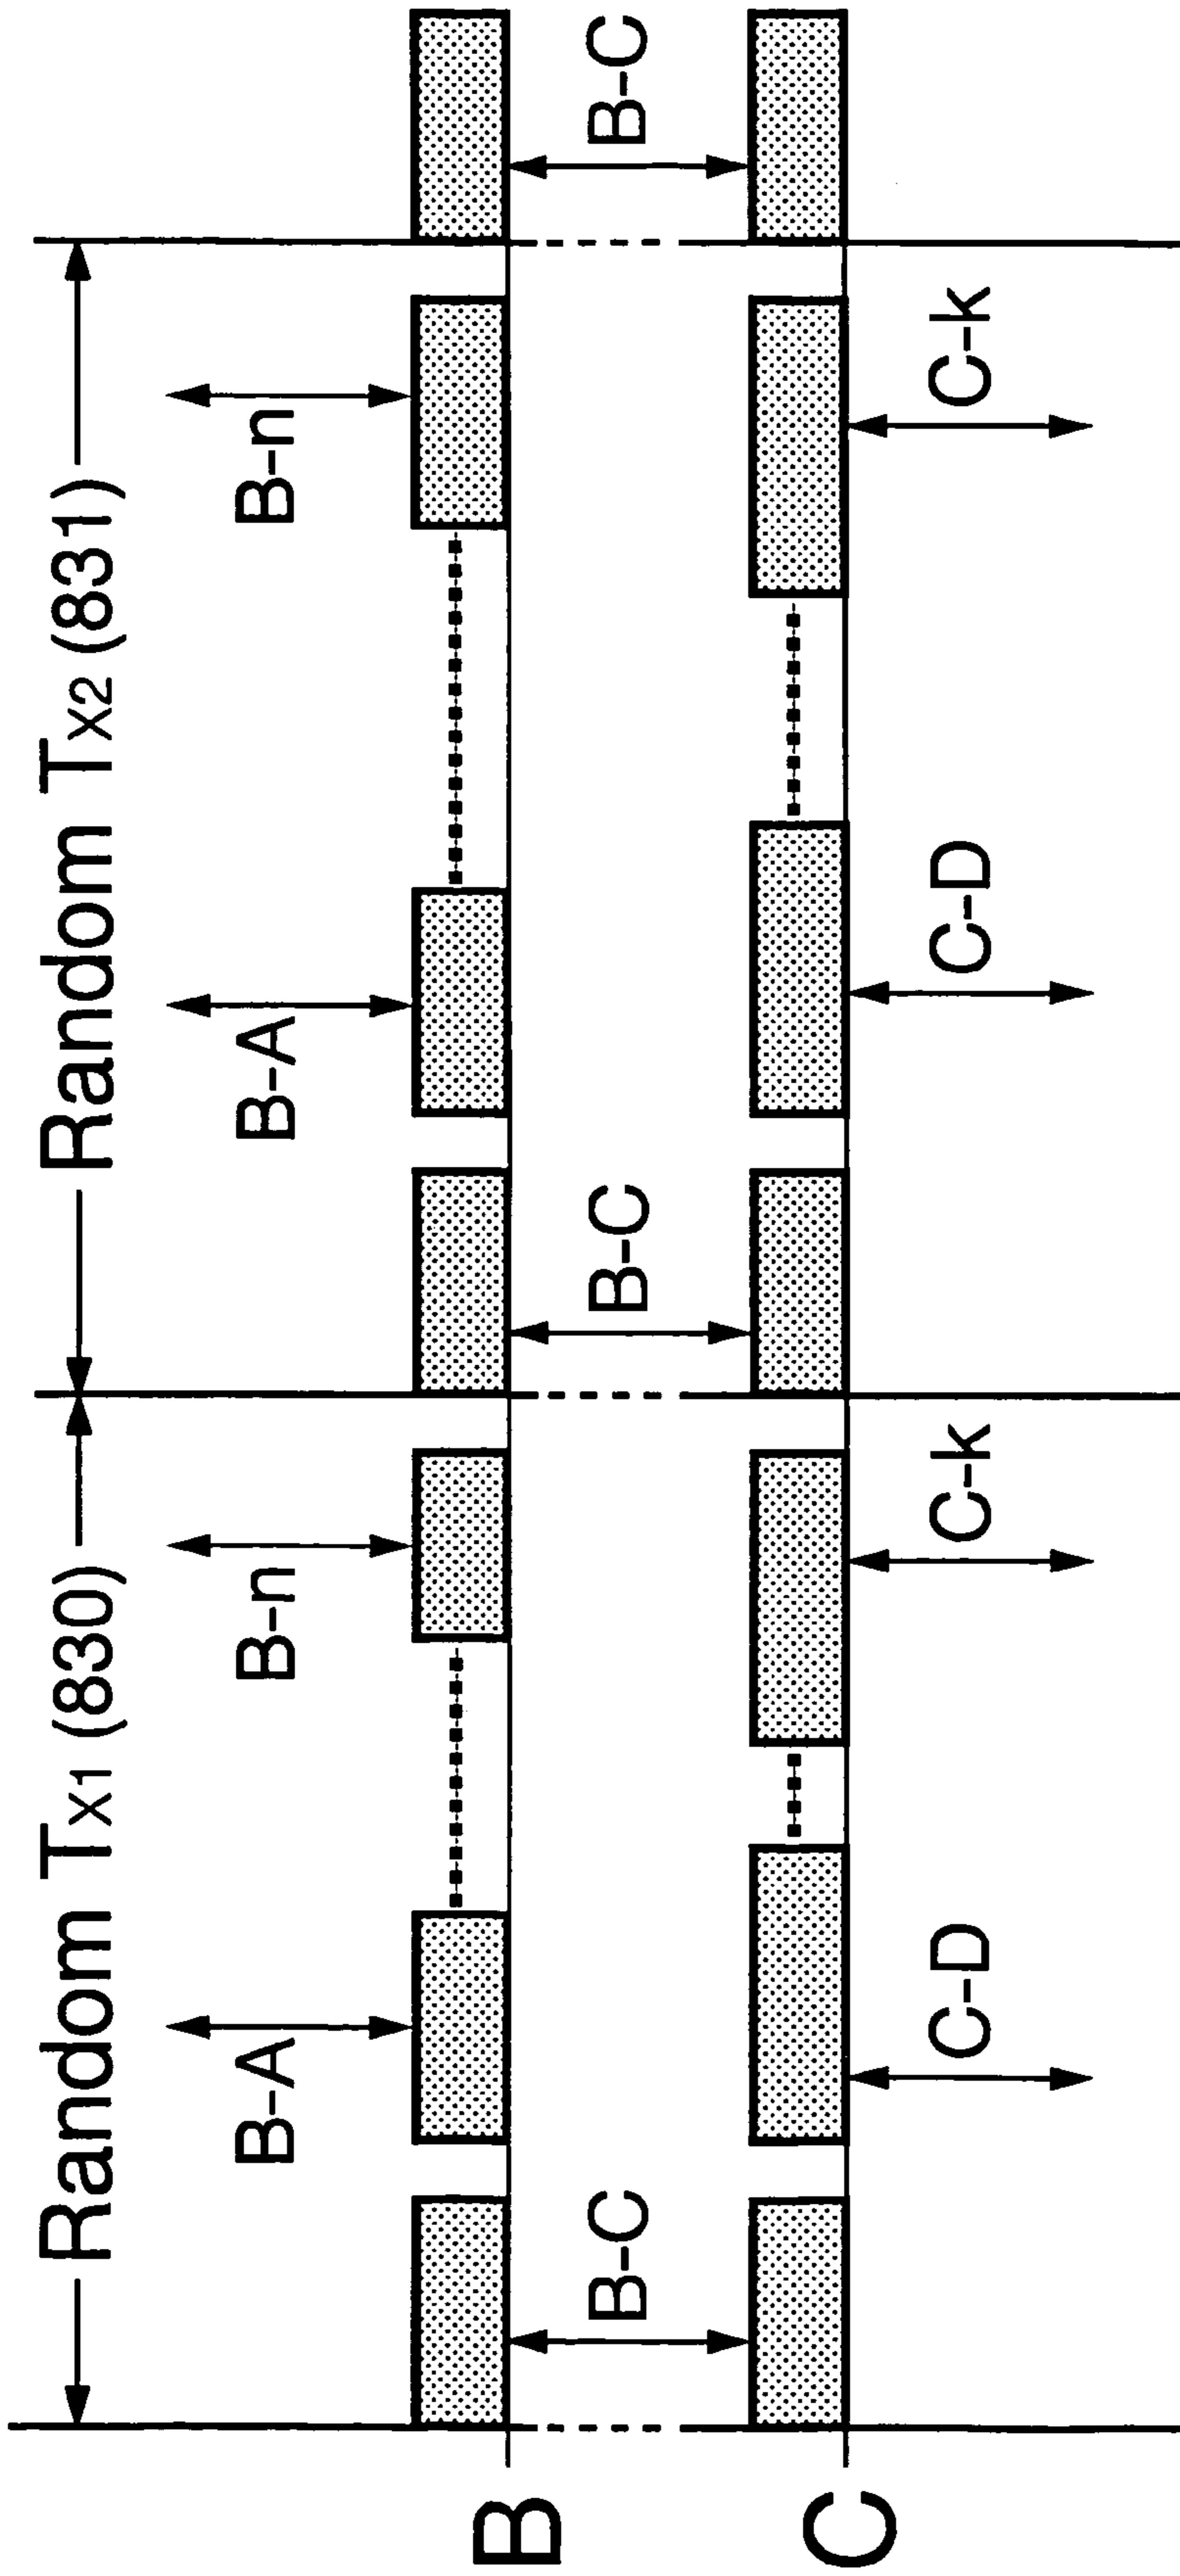 Random Tx1 (830)
Random Tx2 (831)
B-A
B-n
B-A
B-n
B
B-C
B-C
B-C
C
C-D
C-k
C-D
C-k